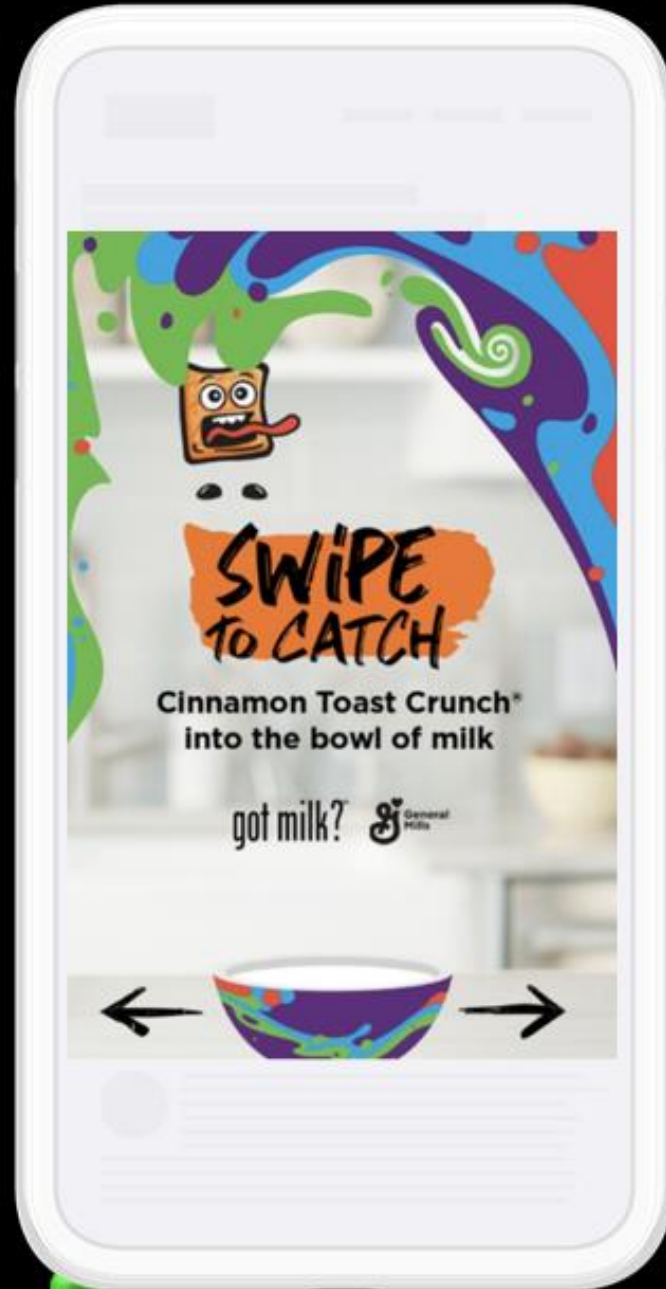 SWiPE
TO CATCH
Cinnamon Toast Crunch®
into the bowl of milk
got milk?
General
Mills